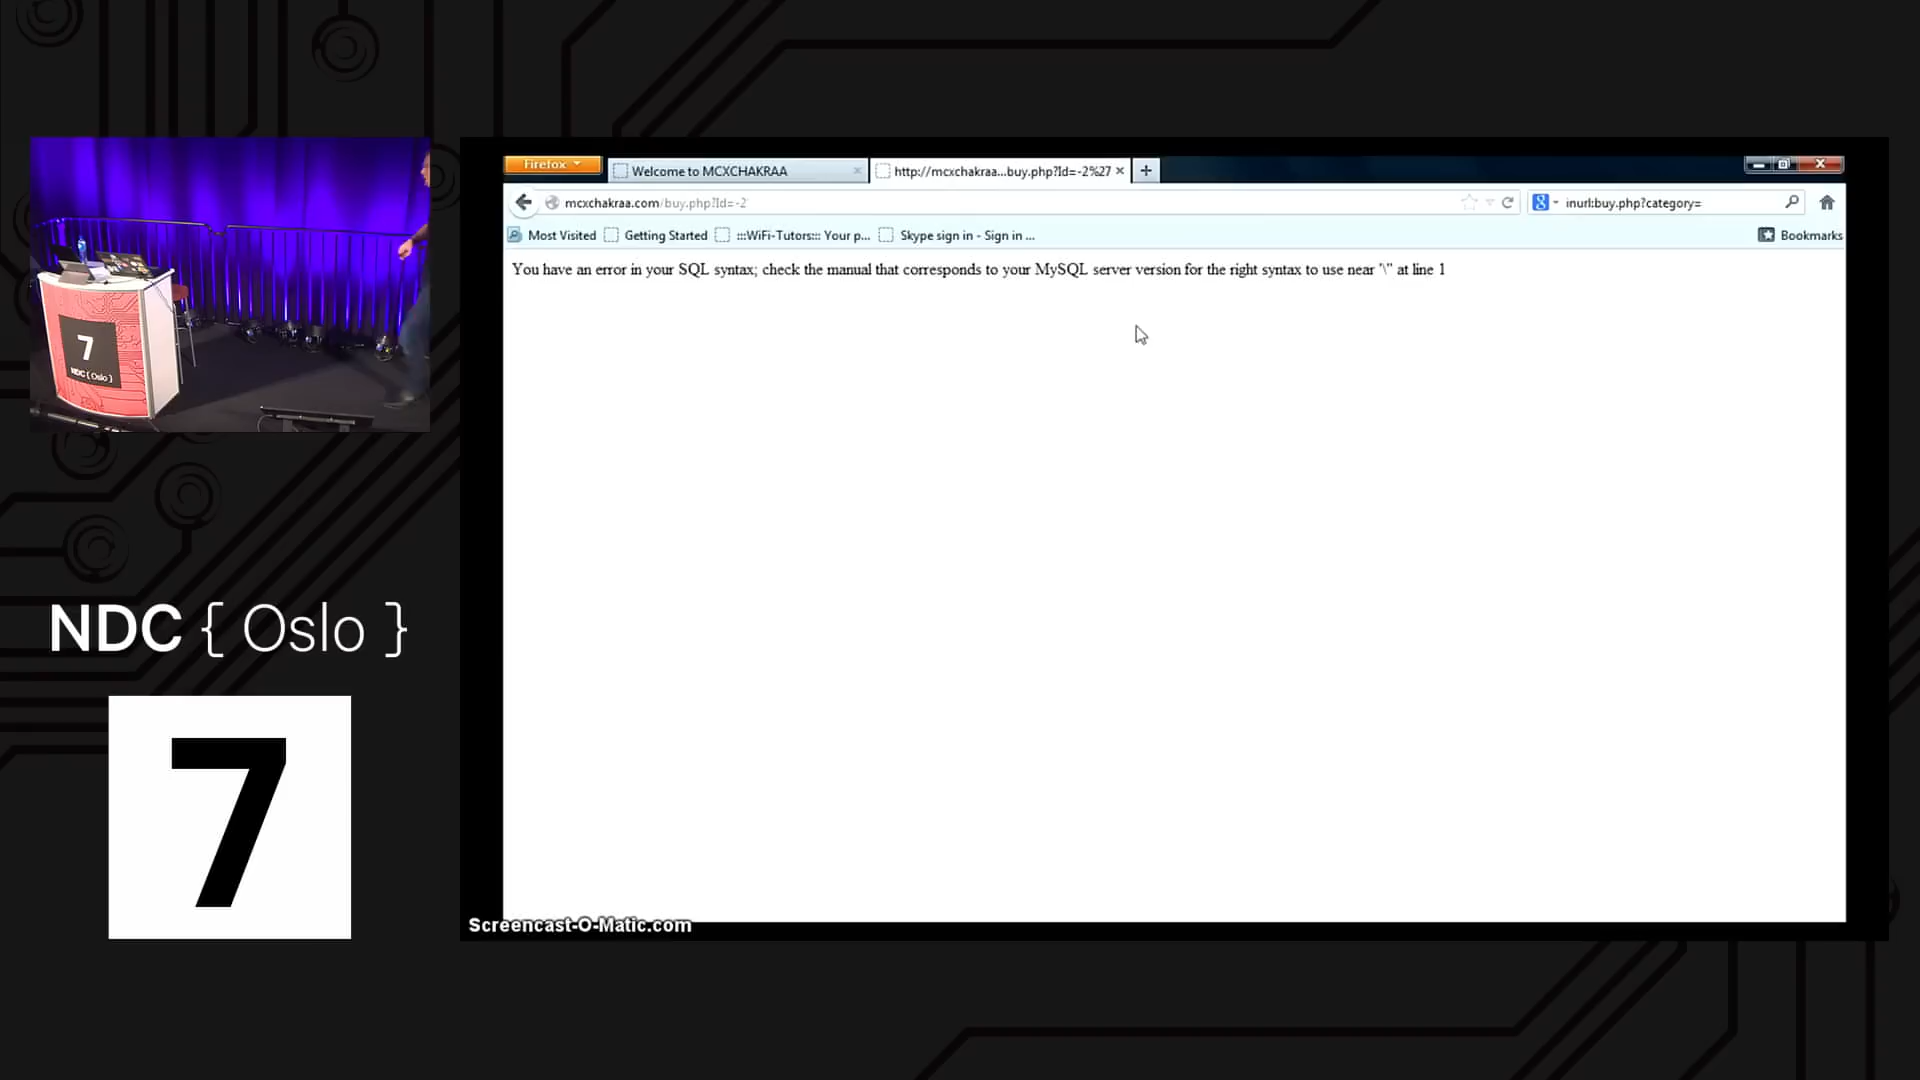 Firefox
Welcome to MCXCHAKRAA
http://mcxchakraa...buy.php?Id=-2%27
mcxchakraa.com/buy.php?Id=-2'
inurl:buy.php?category=
Most Visited
Getting Started
:::WiFi-Tutors::: Your p...
Skype sign in - Sign in ...
Bookmarks
You have an error in your SQL syntax; check the manual that corresponds to your MySQL server version for the right syntax to use near '\'' at line 1
7
NDC { Oslo }
NDC { Oslo }
7
Screencast-O-Matic.com